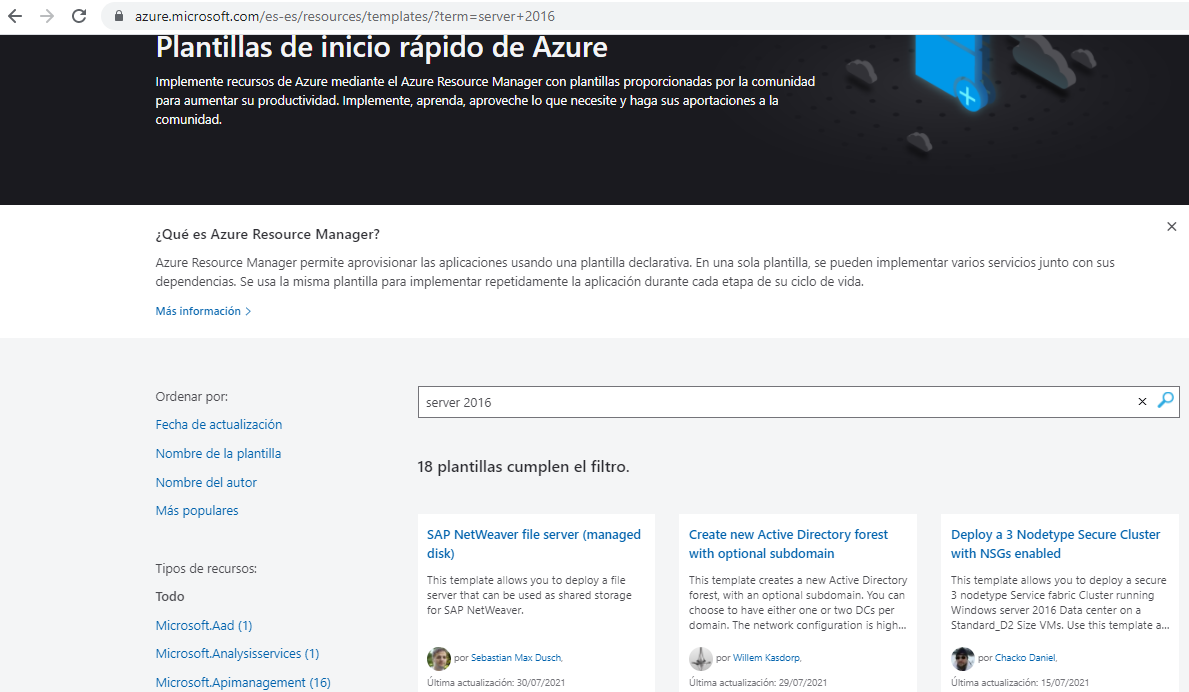 azure.microsoft.com/es-es/resources/templates/?term=server+2016
Plantillas de inicio rápido de Azure
Implemente recursos de Azure mediante el Azure Resource Manager con plantillas proporcionadas por la comunidad
para aumentar su productividad. Implemente, aprenda, aproveche lo que necesite y haga sus aportaciones a la
comunidad.
¿Qué es Azure Resource Manager?
Azure Resource Manager permite aprovisionar las aplicaciones usando una plantilla declarativa. En una sola plantilla, se pueden implementar varios servicios junto con sus
dependencias. Se usa la misma plantilla para implementar repetidamente la aplicación durante cada etapa de su ciclo de vida.
Más información >
Ordenar por:
Fecha de actualización
Nombre de la plantilla
Nombre del autor
Más populares
Tipos de recursos:
Todo
Microsoft.Aad (1)
Microsoft.Analysisservices (1)
Microsoft.Apimanagement (16)
server 2016
18 plantillas cumplen el filtro.
SAP NetWeaver file server (managed
disk)
This template allows you to deploy a file
server that can be used as shared storage
for SAP NetWeaver.
por Sebastian Max Dusch,
Última actualización: 30/07/2021
Create new Active Directory forest
with optional subdomain
This template creates a new Active Directory
forest, with an optional subdomain. You can
choose to have either one or two DCs per
domain. The network configuration is high...
por Willem Kasdorp,
Última actualización: 29/07/2021
Deploy a 3 Nodetype Secure Cluster
with NSGs enabled
This template allows you to deploy a secure
3 nodetype Service fabric Cluster running
Windows server 2016 Data center on a
Standard_D2 Size VMs. Use this template a...
por Chacko Daniel,
Última actualización: 15/07/2021